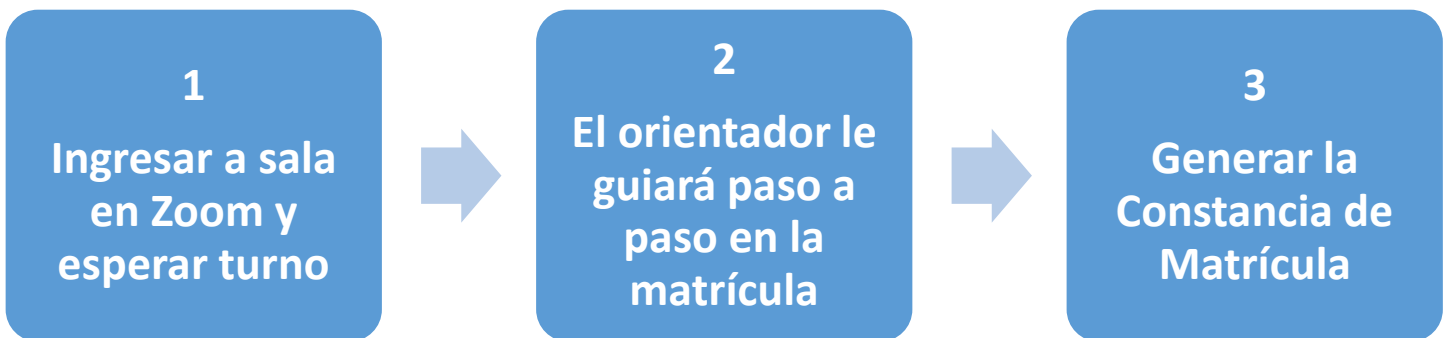 1
Ingresar a sala
en Zoom y
esperar turno
2
El orientador le
guiará paso a
paso en la
matrícula
3
Generar la
Constancia de
Matrícula